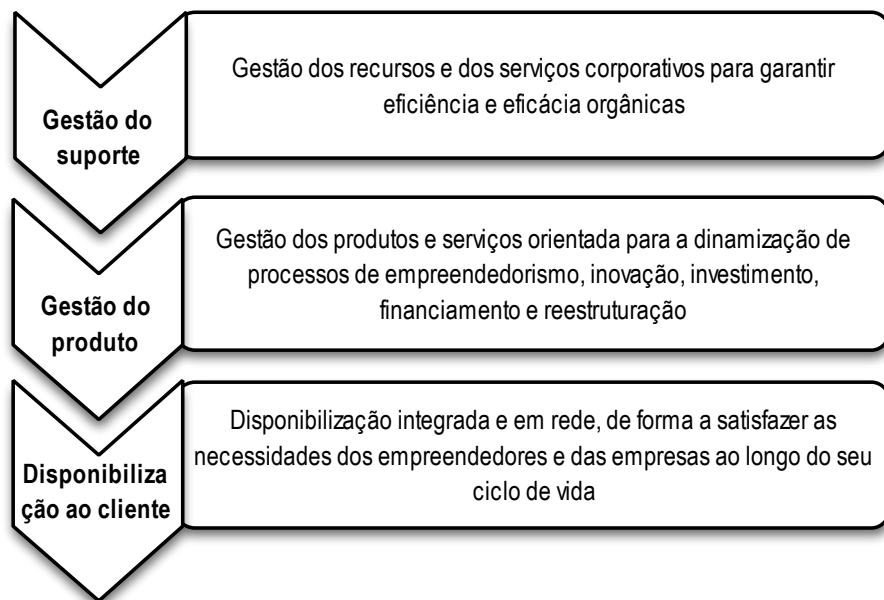 Gestão do
suporte
Gestão dos recursos e dos serviços corporativos para garantir
eficiência e eficácia orgânicas
Gestão do
produto
Gestão dos produtos e serviços orientada para a dinamização de
processos de empreendedorismo, inovação, investimento,
financiamento e reestruturação
Disponibiliza
ção ao cliente
Disponibilização integrada e em rede, de forma a satisfazer as
necessidades dos empreendedores e das empresas ao longo do seu
ciclo de vida